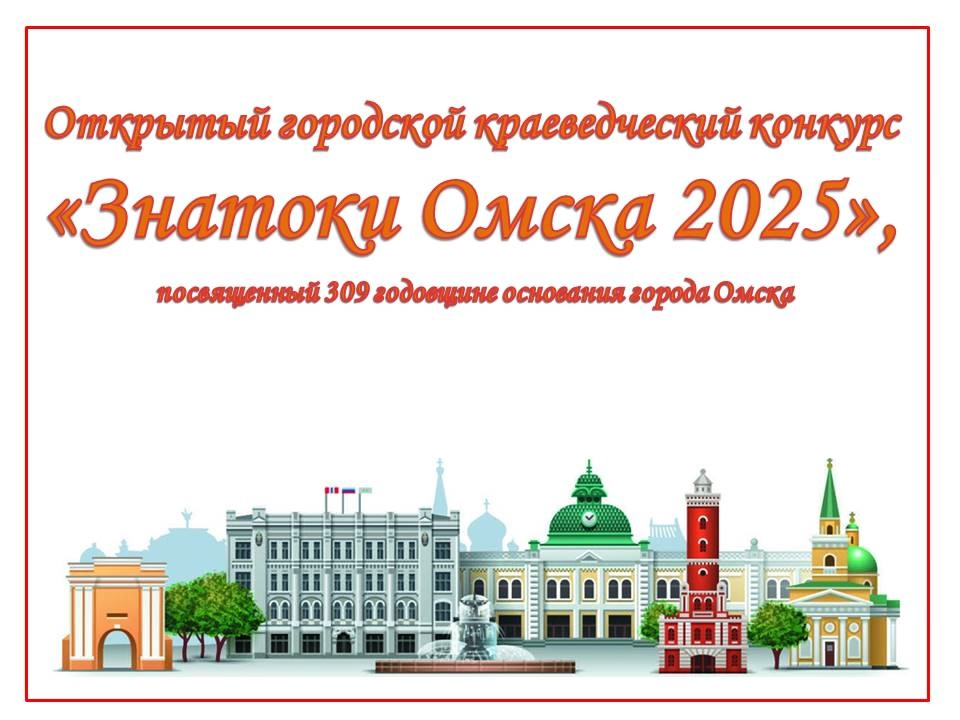 Открытый городской краеведческий конкурс
«Знатоки Омска 2025»,
посвященный 309 годовщине основания города Омска